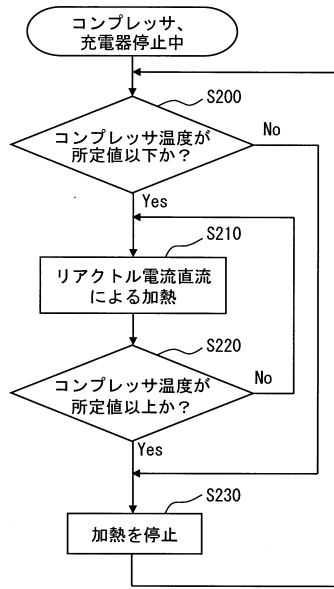 コンプレッサ、
充電器停止中
S200
コンプレッサ温度が
所定値以下か?
No
Yes
S210
リアクトル電流直流
による加熱
S220
コンプレッサ温度が
所定値以上か?
No
Yes
S230
加熱を停止